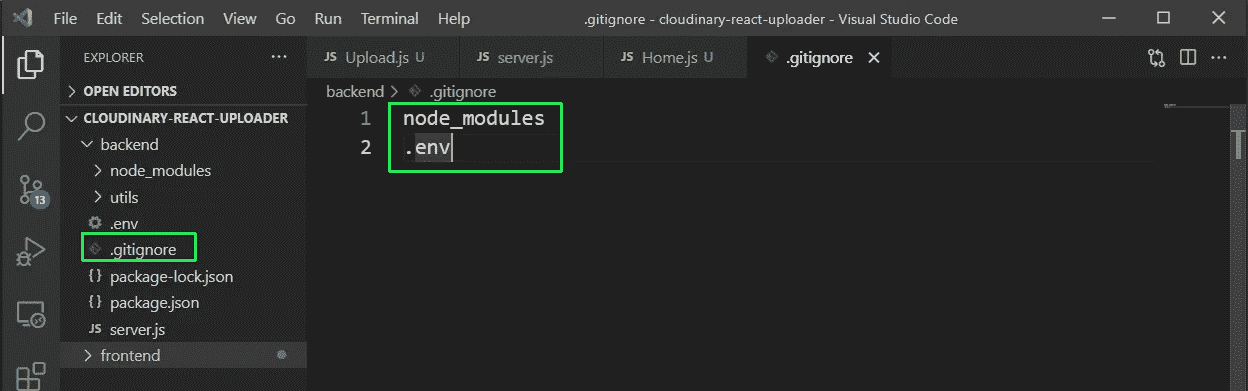 File Edit Selection View Go Run Terminal Help .gitignore - cloudinary-react-uploader - Visual Studio Code
EXPLORER
OPEN EDITORS
CLOUDINARY-REACT-UPLOADER
backend
node_modules
utils
.env
.gitignore
{} package-lock.json
{} package.json
JS server.js
frontend
13
JS Upload.js U JS server.js JS Home.js U .gitignore
backend > .gitignore
1 node_modules
2 .env